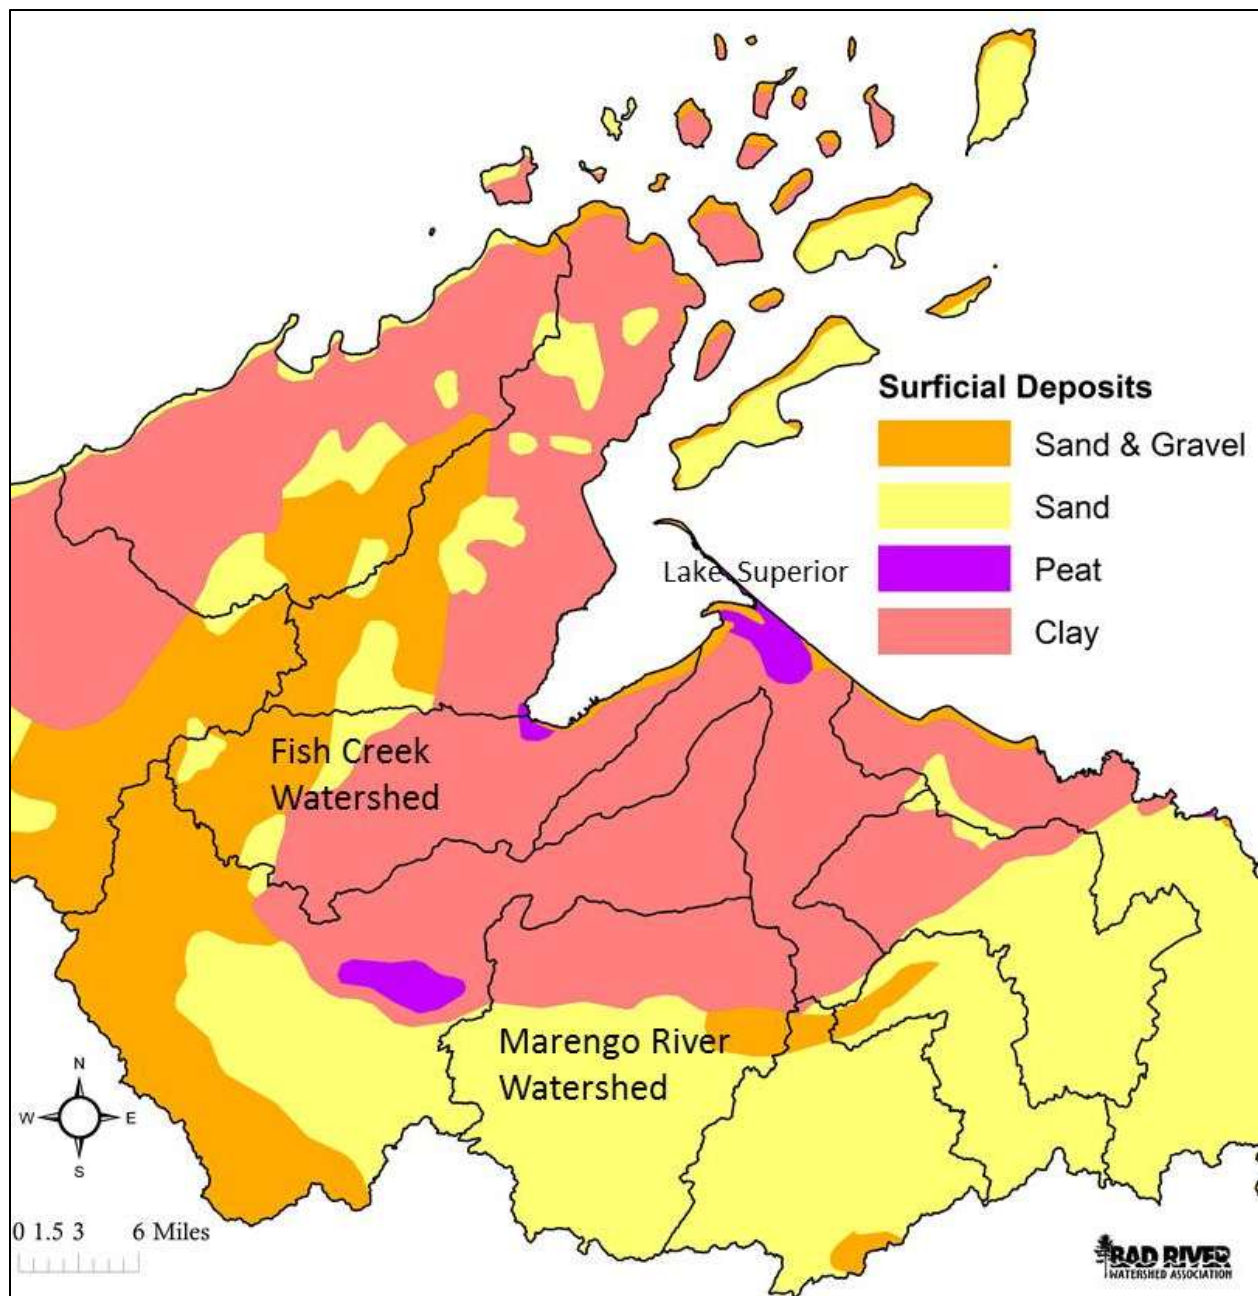 Surficial Deposits
Sand & Gravel
Sand
Peat
Clay
Lake Superior
Fish Creek
Watershed
Marengo River
Watershed
N
W E
S
0 1.5 3 6 Miles
BAD RIVER
WATERSHED ASSOCIATION